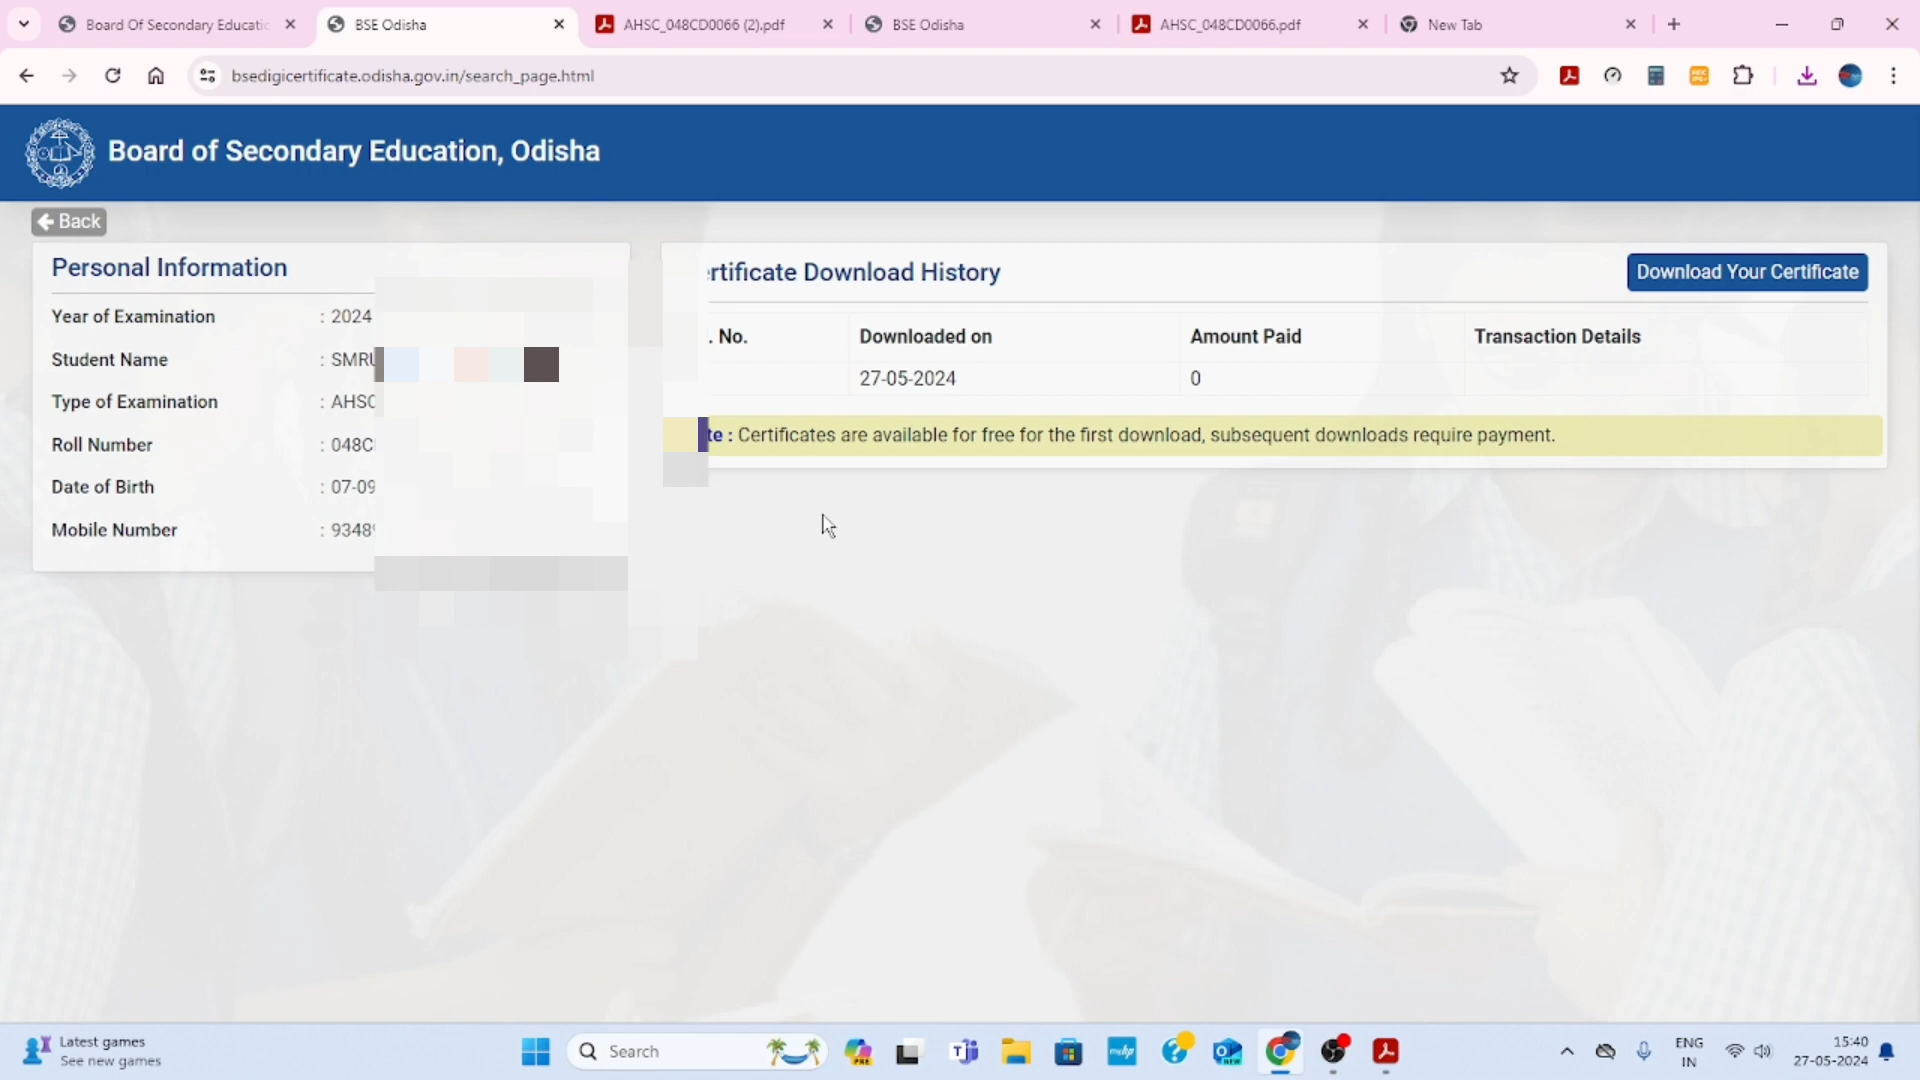 Board Of Secondary Educatio
BSE Odisha
AHSC_048CD0066 (2).pdf
BSE Odisha
AHSC_048CD0066.pdf
New Tab
bsedigicertificate.odisha.gov.in/search_page.html
Board of Secondary Education, Odisha
Back
Personal Information
Year of Examination : 2024
Student Name : SMRU
Type of Examination : AHSC
Roll Number : 048C
Date of Birth : 07-09
Mobile Number : 9348
rtificate Download History
Download Your Certificate
. No. Downloaded on Amount Paid Transaction Details
27-05-2024 0
te : Certificates are available for free for the first download, subsequent downloads require payment.
Latest games
See new games
Search
ENG
IN
15:40
27-05-2024